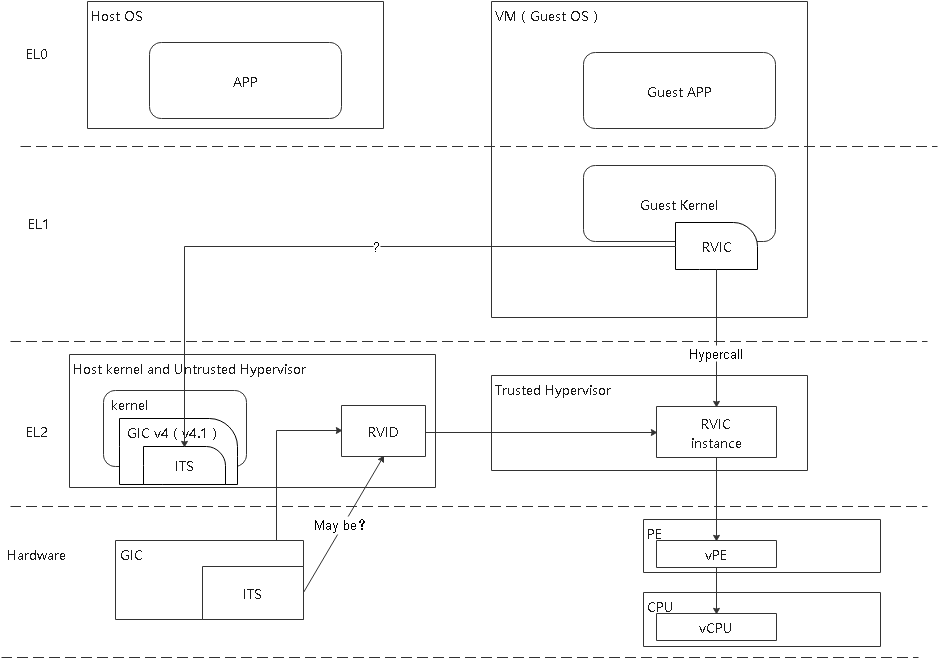 Host OS
VM ( Guest OS )
EL0
APP
Guest APP
EL1
Guest Kernel
RVIC
?
Hypercall
Host kernel and Untrusted Hypervisor
Trusted Hypervisor
kernel
EL2
GIC v4 ( v4.1 )
ITS
RVID
RVIC
instance
May be?
Hardware
GIC
ITS
PE
vPE
CPU
vCPU